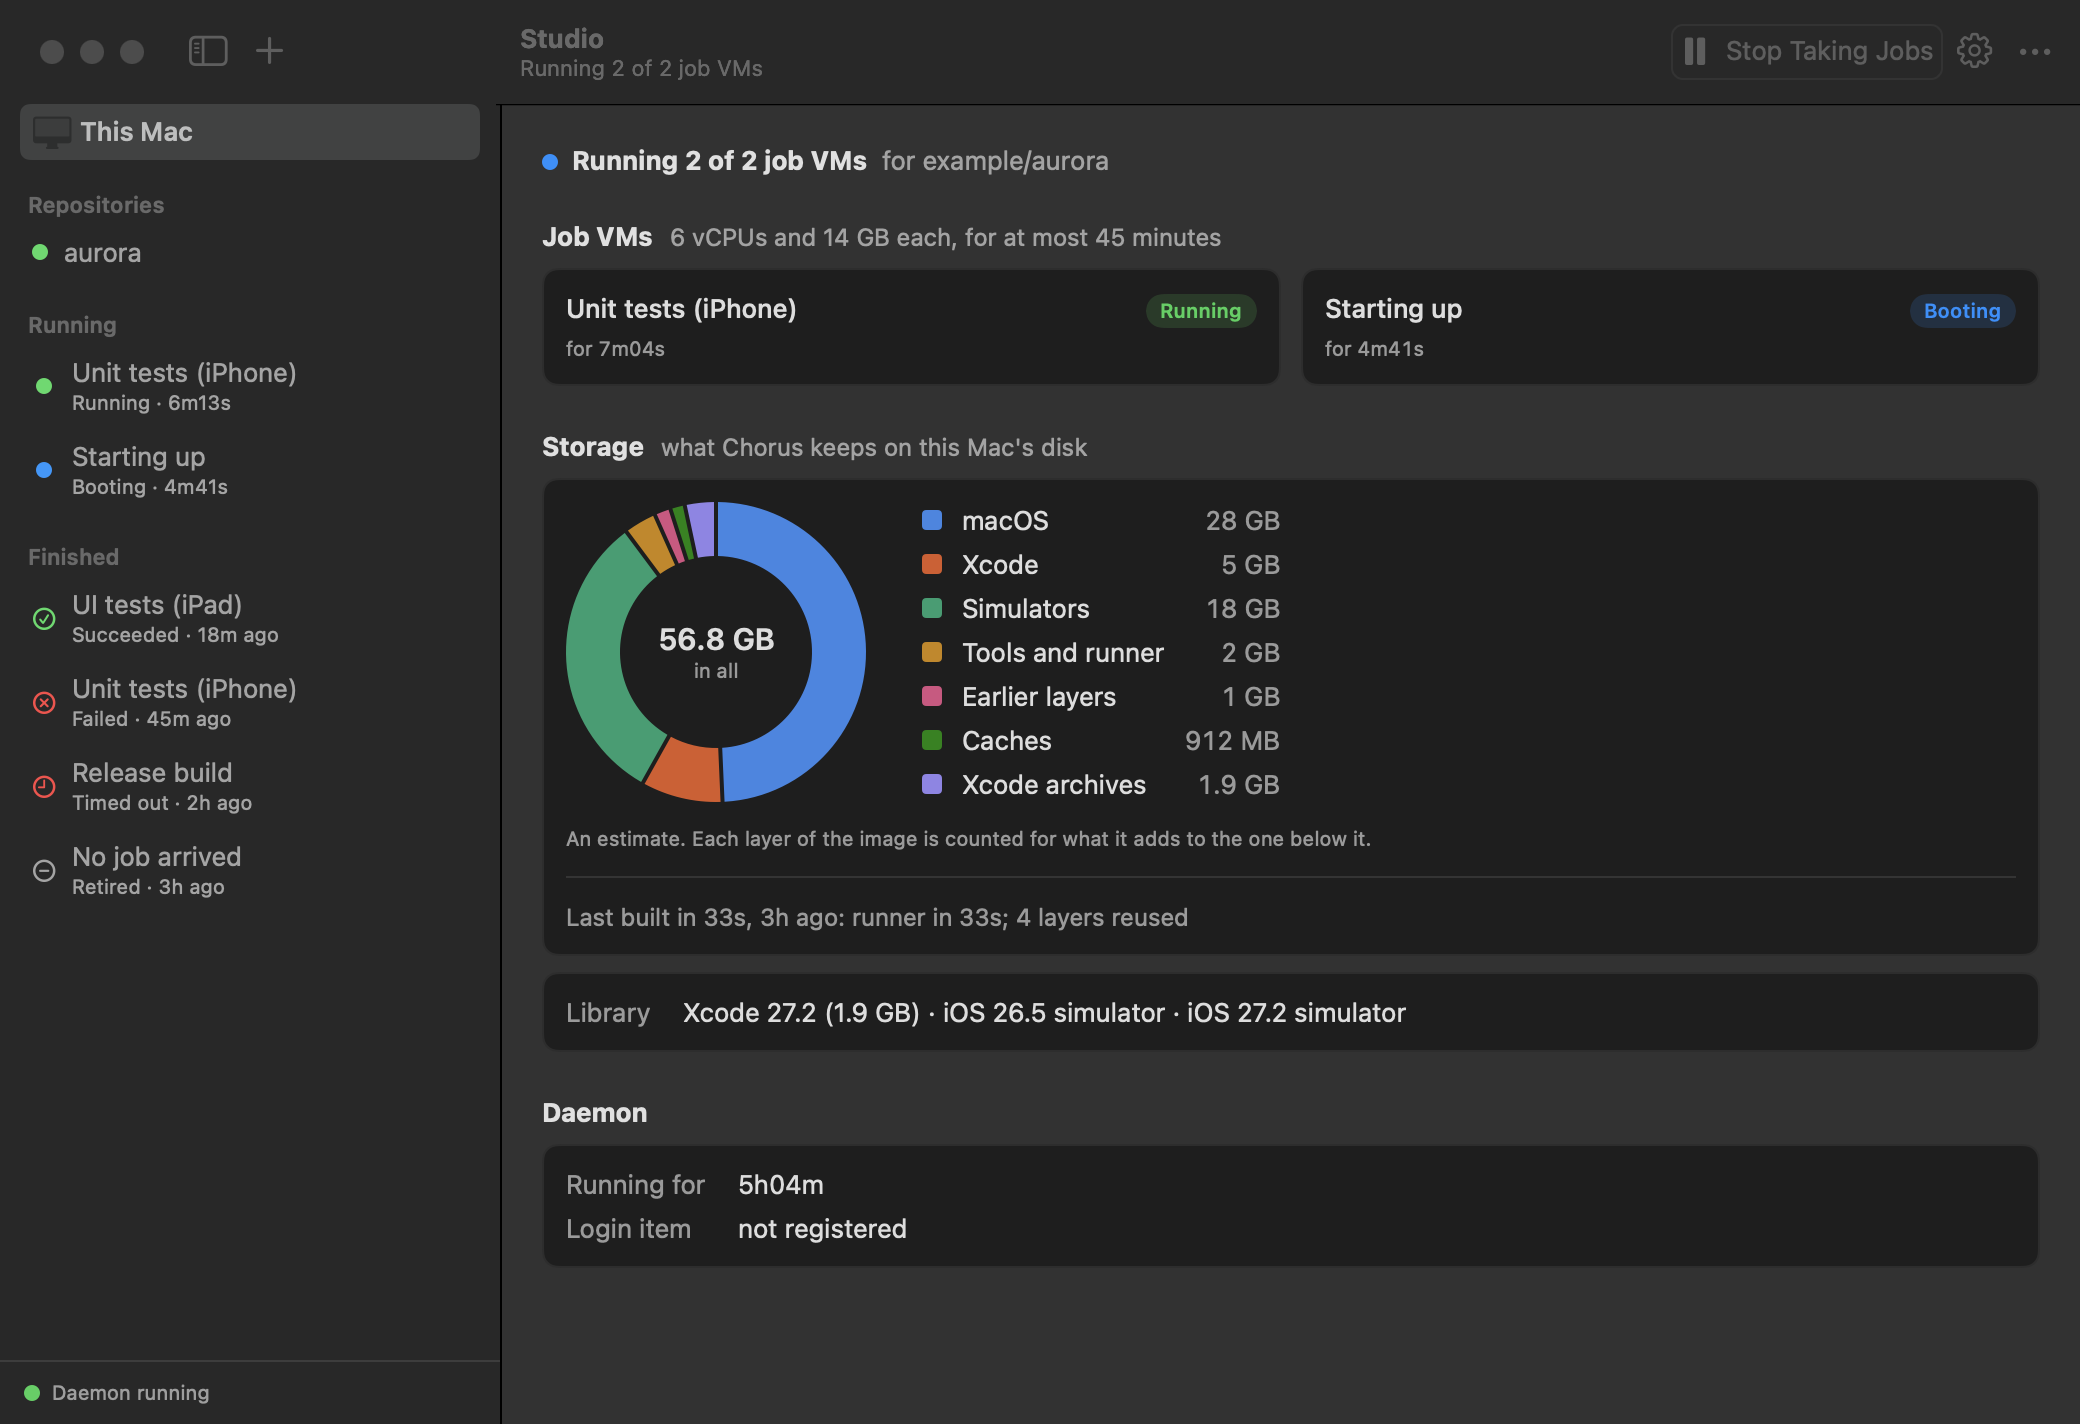 Studio
Running 2 of 2 job VMs
Stop Taking Jobs
This Mac
Repositories
aurora
Running
Unit tests (iPhone)
Running · 6m13s
Starting up
Booting · 4m41s
Finished
UI tests (iPad)
Succeeded · 18m ago
Unit tests (iPhone)
Failed · 45m ago
Release build
Timed out · 2h ago
No job arrived
Retired · 3h ago
Daemon running
Running 2 of 2 job VMs for example/aurora
Job VMs 6 vCPUs and 14 GB each, for at most 45 minutes
Unit tests (iPhone) Running
for 7m04s
Starting up Booting
for 4m41s
Storage what Chorus keeps on this Mac's disk
56.8 GB
in all
macOS 28 GB
Xcode 5 GB
Simulators 18 GB
Tools and runner 2 GB
Earlier layers 1 GB
Caches 912 MB
Xcode archives 1.9 GB
An estimate. Each layer of the image is counted for what it adds to the one below it.
Last built in 33s, 3h ago: runner in 33s; 4 layers reused
Library Xcode 27.2 (1.9 GB) · iOS 26.5 simulator · iOS 27.2 simulator
Daemon
Running for 5h04m
Login item not registered